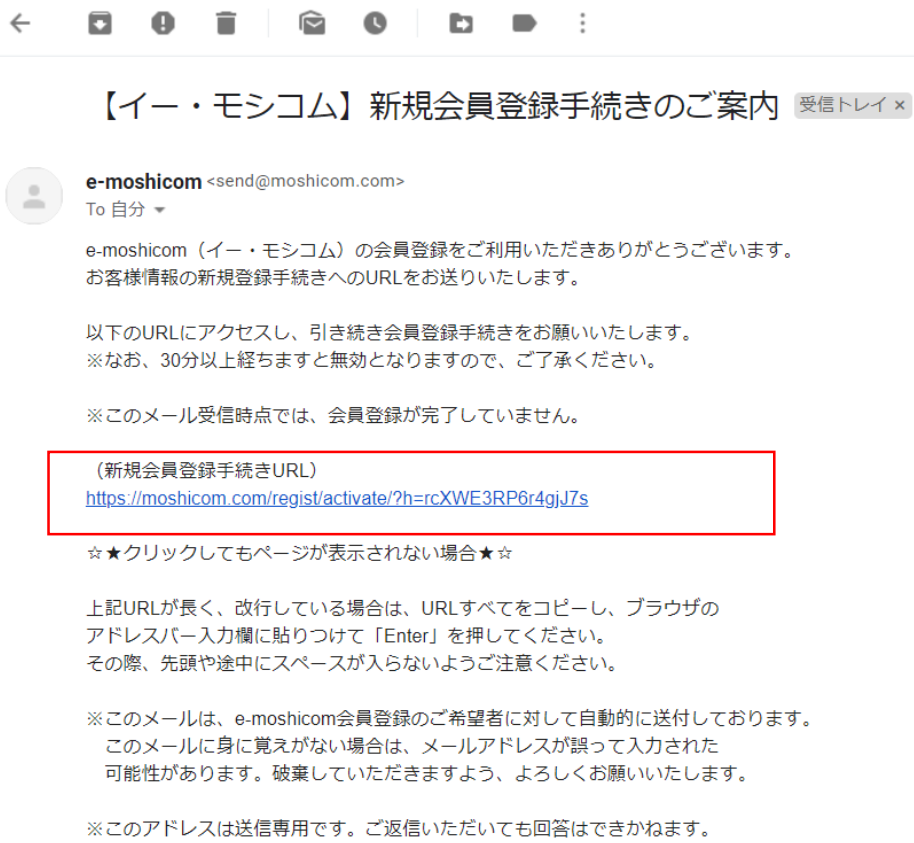 【イー・モシコム】新規会員登録手続きのご案内 受信トレイ ×
e-moshicom <send@moshicom.com>
To 自分
e-moshicom（イー・モシコム）の会員登録をご利用いただきありがとうございます。
お客様情報の新規登録手続きへのURLをお送りいたします。
以下のURLにアクセスし、引き続き会員登録手続きをお願いいたします。
※なお、30分以上経ちますと無効となりますので、ご了承ください。
※このメール受信時点では、会員登録が完了していません。
（新規会員登録手続きURL）
https://moshicom.com/regist/activate/?h=rcXWE3RP6r4gjJ7s
☆★クリックしてもページが表示されない場合★☆
上記URLが長く、改行している場合は、URLすべてをコピーし、ブラウザの
アドレスバー入力欄に貼りつけて「Enter」を押してください。
その際、先頭や途中にスペースが入らないようご注意ください。
※このメールは、e-moshicom会員登録のご希望者に対して自動的に送付しております。
このメールに身に覚えがない場合は、メールアドレスが誤って入力された
可能性があります。破棄していただきますよう、よろしくお願いいたします。
※このアドレスは送信専用です。ご返信いただいても回答はできかねます。